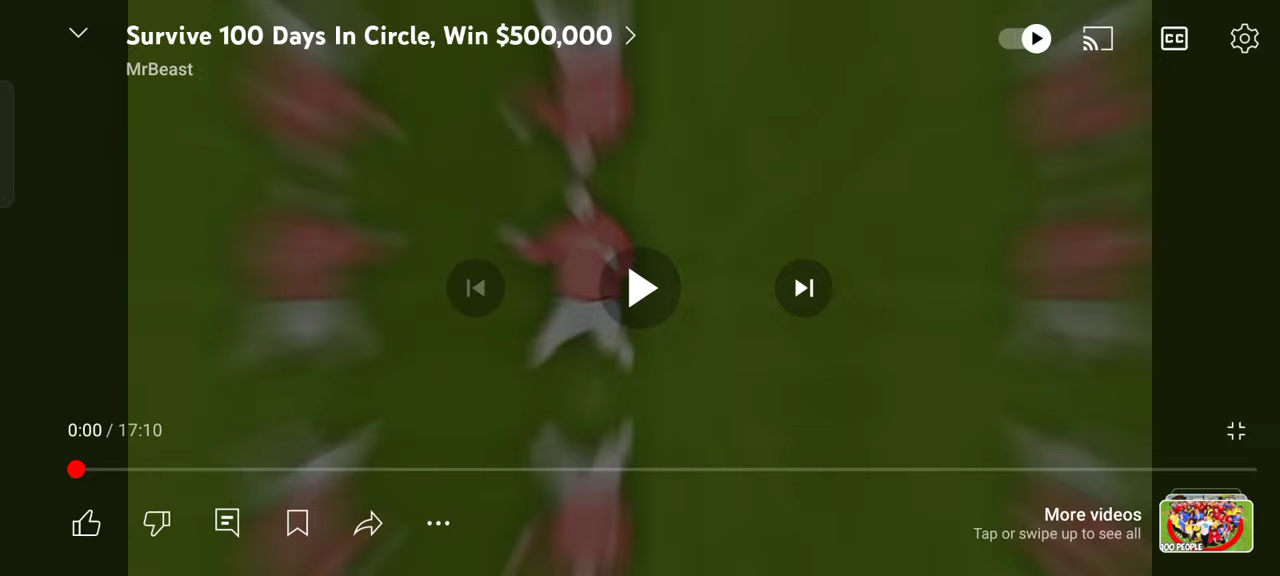 Survive 100 Days In Circle, Win $500,000
MrBeast
CC
0:00 / 17:10
More videos
Tap or swipe up to see all
100 PEOPLE